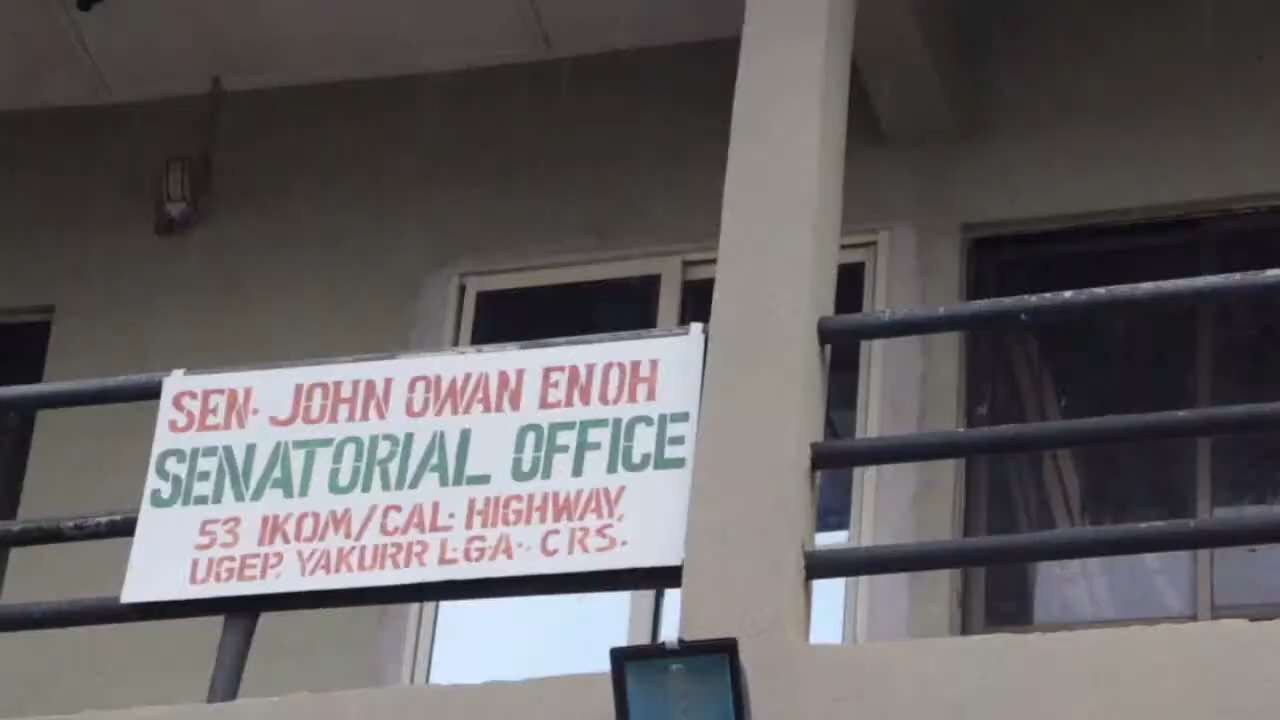 SEN. JOHN OWAN ENOH
SENATORIAL OFFICE
53 IKOM/CAL. HIGHWAY,
UGEP, YAKURR L.G.A. C R S.